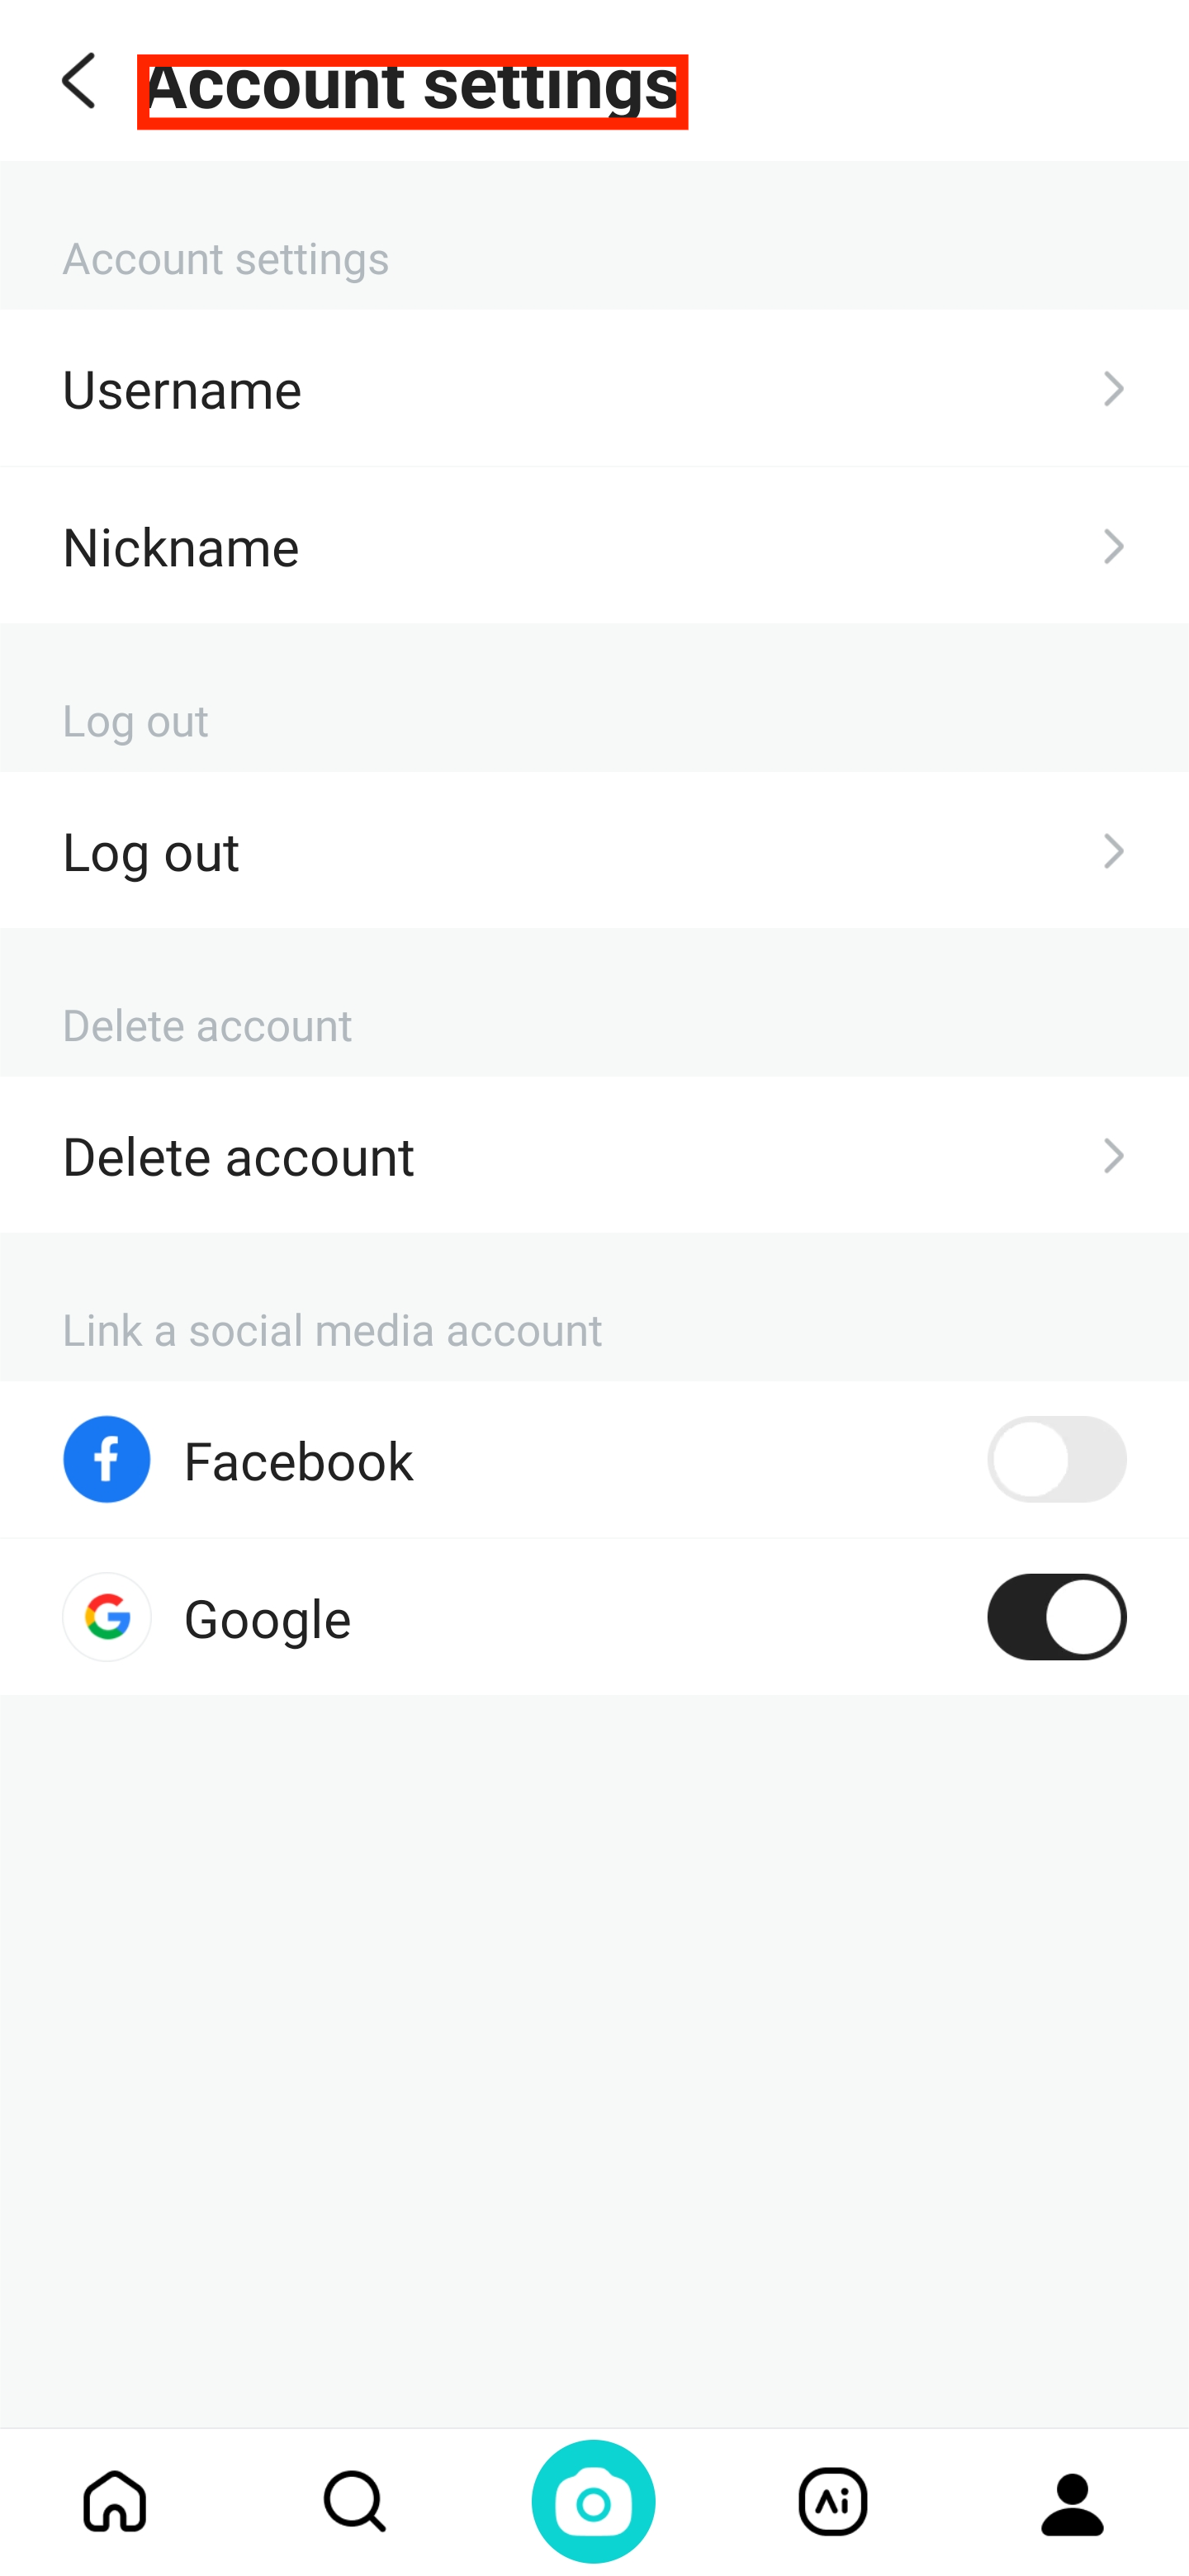 Account settings
Account settings
Username
Nickname
Log out
Log out
Delete account
Delete account
Link a social media account
Facebook
Google
Ai